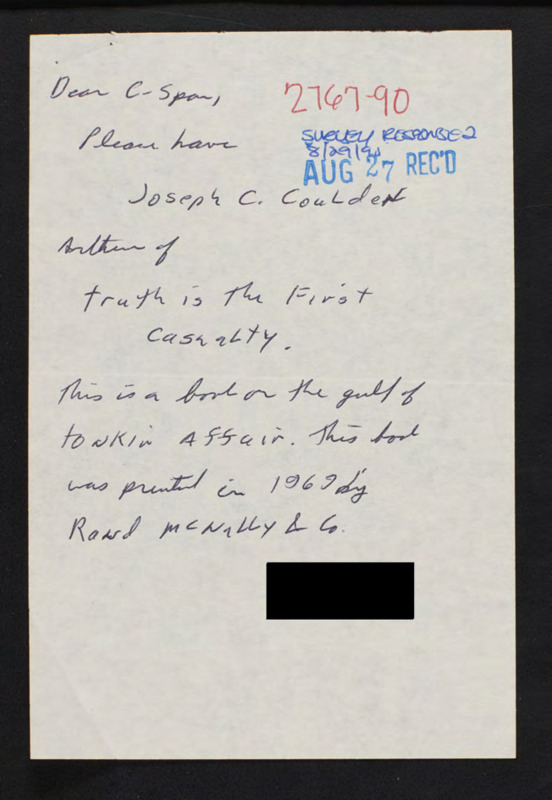 Dear C-Span,
2767-90
Please have
SURVEY RESPONSE 2
8/29/90
AUG 27 REC'D
Joseph C. Couldent
Author of
truth is the First
Casualty.
This is a book on the gulf of
tonkin Affair. This book
was printed in 1969 by
Rand McNally & Co.